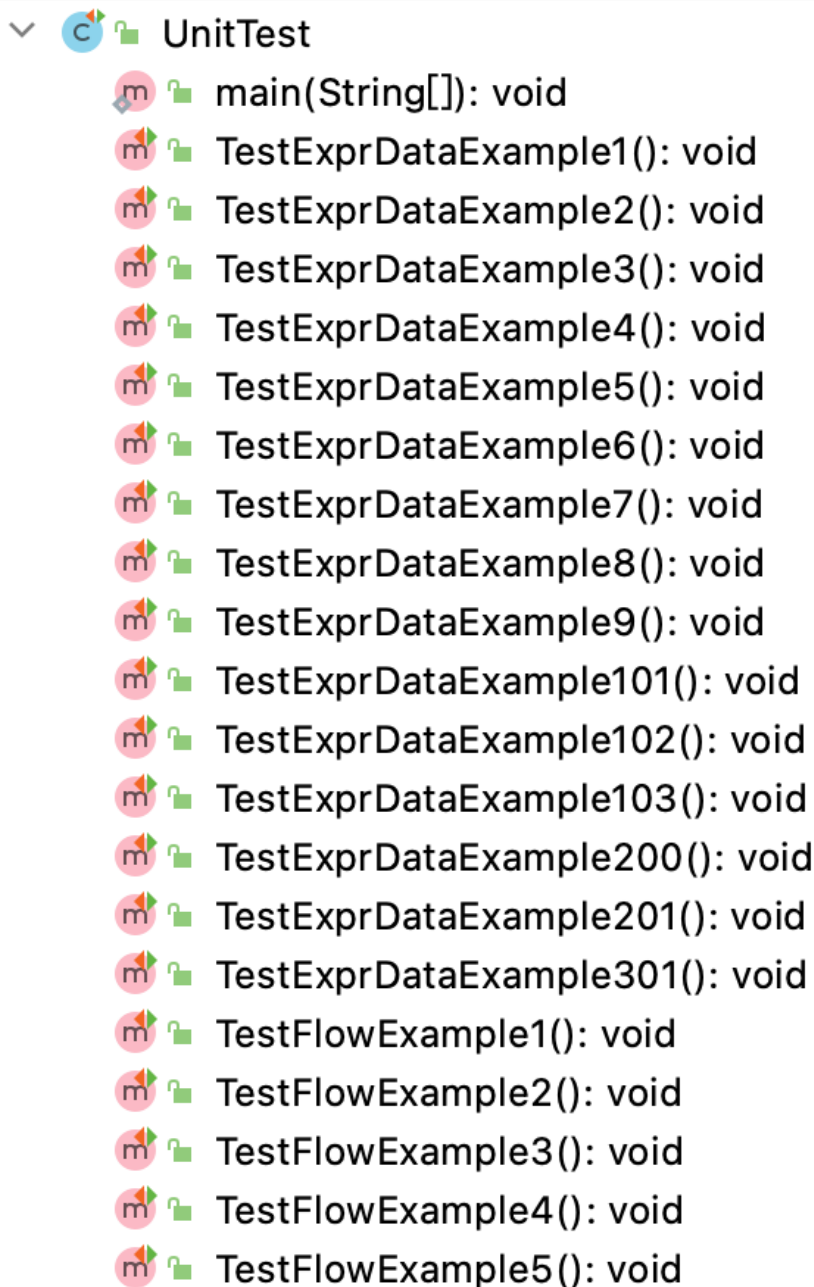 UnitTest
main(String[]): void
TestExprDataExample1(): void
TestExprDataExample2(): void
TestExprDataExample3(): void
TestExprDataExample4(): void
TestExprDataExample5(): void
TestExprDataExample6(): void
TestExprDataExample7(): void
TestExprDataExample8(): void
TestExprDataExample9(): void
TestExprDataExample101(): void
TestExprDataExample102(): void
TestExprDataExample103(): void
TestExprDataExample200(): void
TestExprDataExample201(): void
TestExprDataExample301(): void
TestFlowExample1(): void
TestFlowExample2(): void
TestFlowExample3(): void
TestFlowExample4(): void
TestFlowExample5(): void